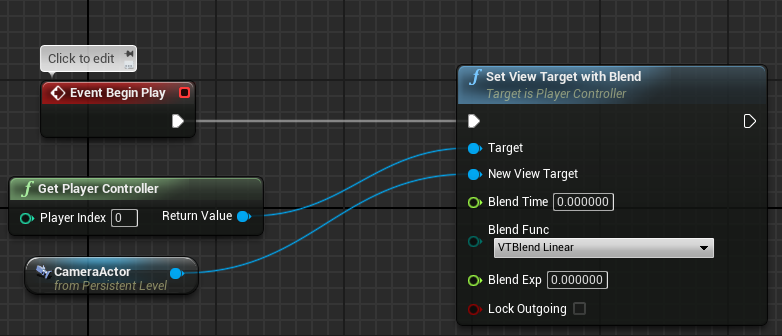 Click to edit
Event Begin Play
Set View Target with Blend
Target is Player Controller
Target
New View Target
Get Player Controller
Player Index 0 Return Value
Blend Time 0.000000
Blend Func
VTBlend Linear
CameraActor
from Persistent Level
Blend Exp 0.000000
Lock Outgoing